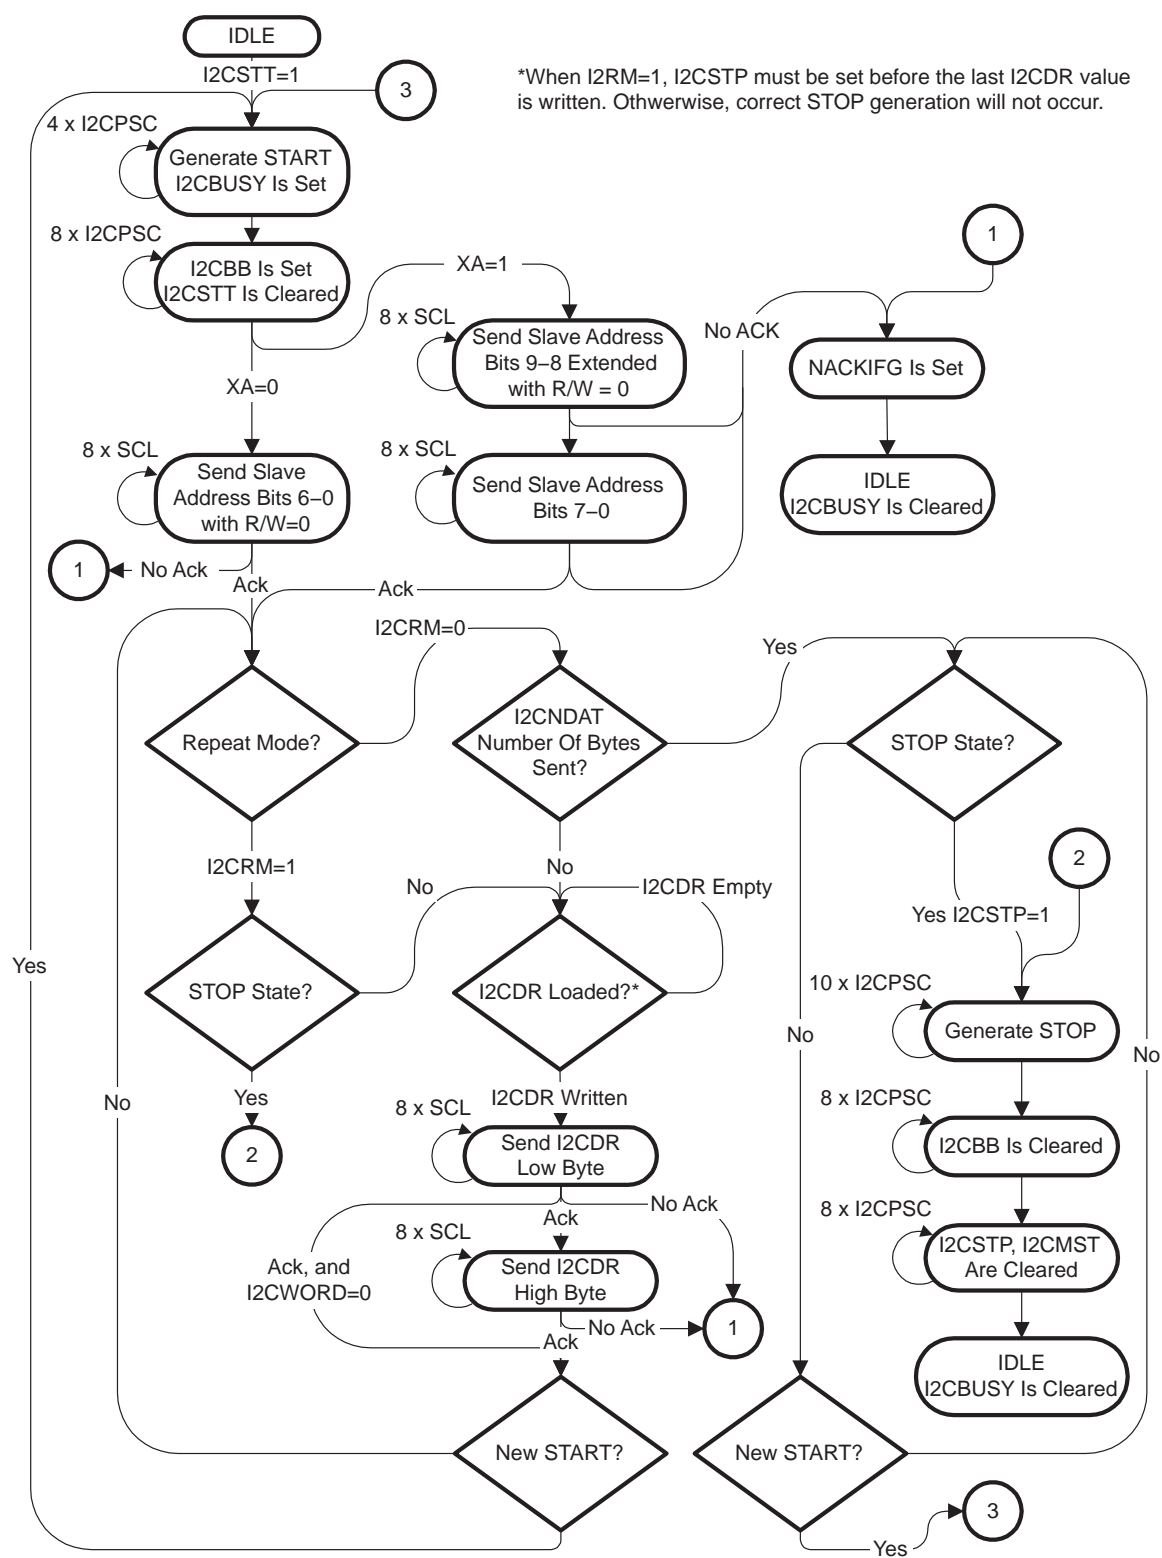 IDLE
I2CSTT=1
3
*When I2RM=1, I2CSTP must be set before the last I2CDR value
is written. Othwerwise, correct STOP generation will not occur.
4 x I2CPSC
Generate START
I2CBUSY Is Set
8 x I2CPSC
I2CBB Is Set
I2CSTT Is Cleared
XA=1
1
8 x SCL
Send Slave Address
Bits 9–8 Extended
with R/W = 0
No ACK
NACKIFG Is Set
XA=0
8 x SCL
Send Slave
Address Bits 6–0
with R/W=0
8 x SCL
Send Slave Address
Bits 7–0
IDLE
I2CBUSY Is Cleared
1
No Ack
Ack
Ack
I2CRM=0
Yes
Repeat Mode?
I2CNDAT
Number Of Bytes
Sent?
STOP State?
I2CRM=1
No
2
No
I2CDR Empty
Yes I2CSTP=1
Yes
STOP State?
I2CDR Loaded?*
10 x I2CPSC
Generate STOP
No
No
No
Yes
I2CDR Written
8 x I2CPSC
I2CBB Is Cleared
2
8 x SCL
Send I2CDR
Low Byte
No Ack
Ack
8 x I2CPSC
I2CSTP, I2CMST
Are Cleared
8 x SCL
Send I2CDR
High Byte
Ack, and
I2CWORD=0
No Ack
1
Ack
IDLE
I2CBUSY Is Cleared
New START?
New START?
3
Yes